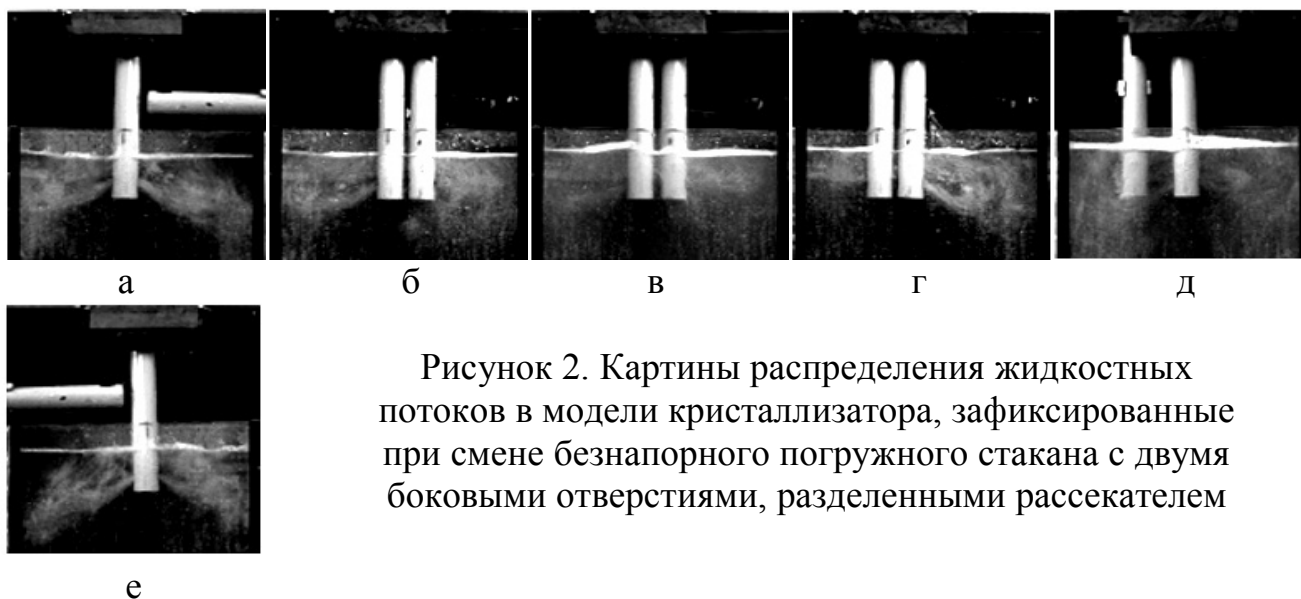 а
б
в
г
д
Рисунок 2. Картины распределения жидкостных
потоков в модели кристаллизатора, зафиксированные
при смене безнапорного погружного стакана с двумя
боковыми отверстиями, разделенными рассекателем
е